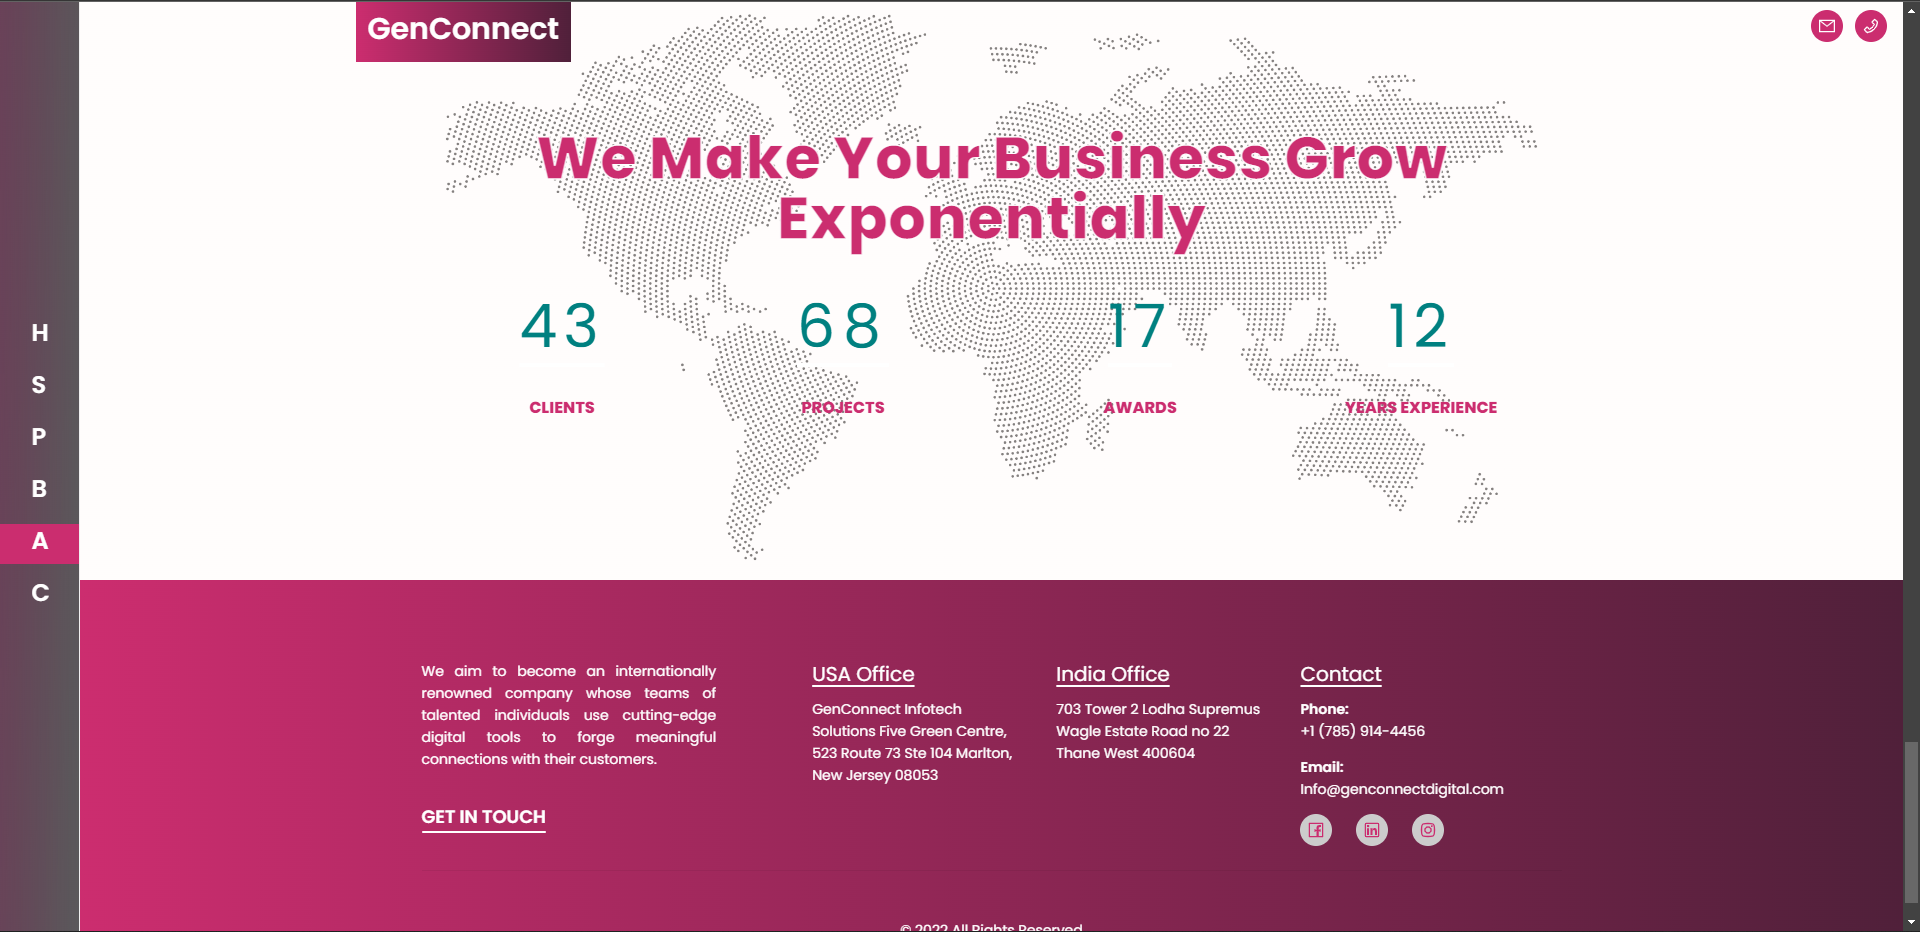 GenConnect
We Make Your Business Grow
Exponentially
43
68
17
12
CLIENTS
PROJECTS
AWARDS
YEARS EXPERIENCE
H
S
P
B
A
C
We aim to become an internationally
renowned company whose teams of
talented individuals use cutting-edge
digital tools to forge meaningful
connections with their customers.
GET IN TOUCH
USA Office
GenConnect Infotech
Solutions Five Green Centre,
523 Route 73 Ste 104 Marlton,
New Jersey 08053
India Office
703 Tower 2 Lodha Supremus
Wagle Estate Road no 22
Thane West 400604
Contact
Phone:
+1 (785) 914-4456
Email:
Info@genconnectdigital.com
© 2022 All Rights Reserved